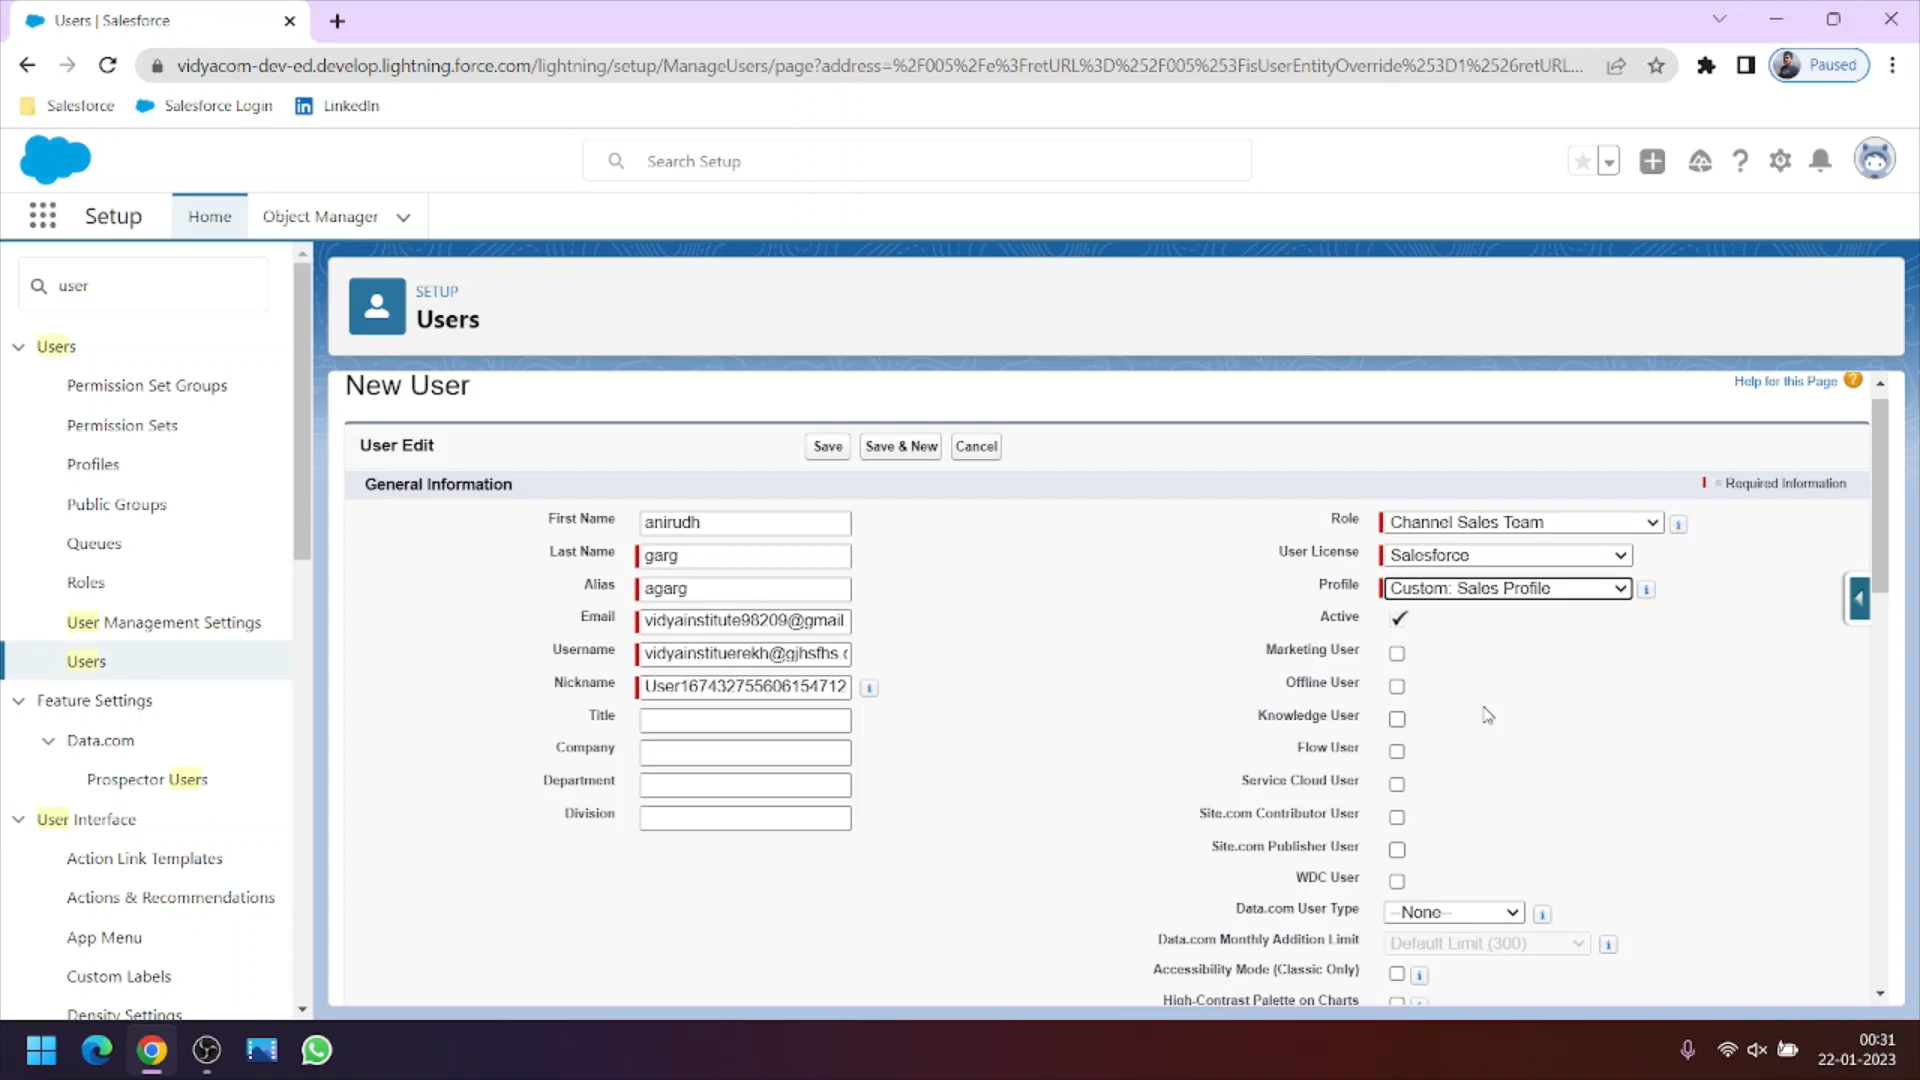 Users | Salesforce
vidyacom-dev-ed.develop.lightning.force.com/lightning/setup/ManageUsers/page?address=%2F005%2Fe%3FretURL%3D%252F005%253FisUserEntityOverride%253D1%2526retURL...
Paused
Salesforce
Salesforce Login
LinkedIn
Search Setup
Setup
Home
Object Manager
user
Users
Permission Set Groups
Permission Sets
Profiles
Public Groups
Queues
Roles
User Management Settings
Users
Feature Settings
Data.com
Prospector Users
User Interface
Action Link Templates
Actions & Recommendations
App Menu
Custom Labels
Density Settings
SETUP
Users
New User
Help for this Page
User Edit
Save
Save & New
Cancel
General Information
= Required Information
First Name anirudh
Last Name garg
Alias agarg
Email vidyainstitute98209@gmail.
Username vidyainstituerekh@gjhsfhs.c
Nickname User167432755606154712
Title
Company
Department
Division
Role Channel Sales Team
User License Salesforce
Profile Custom: Sales Profile
Active
Marketing User
Offline User
Knowledge User
Flow User
Service Cloud User
Site.com Contributor User
Site.com Publisher User
WDC User
Data.com User Type --None--
Data.com Monthly Addition Limit Default Limit (300)
Accessibility Mode (Classic Only)
High-Contrast Palette on Charts
00:31
22-01-2023